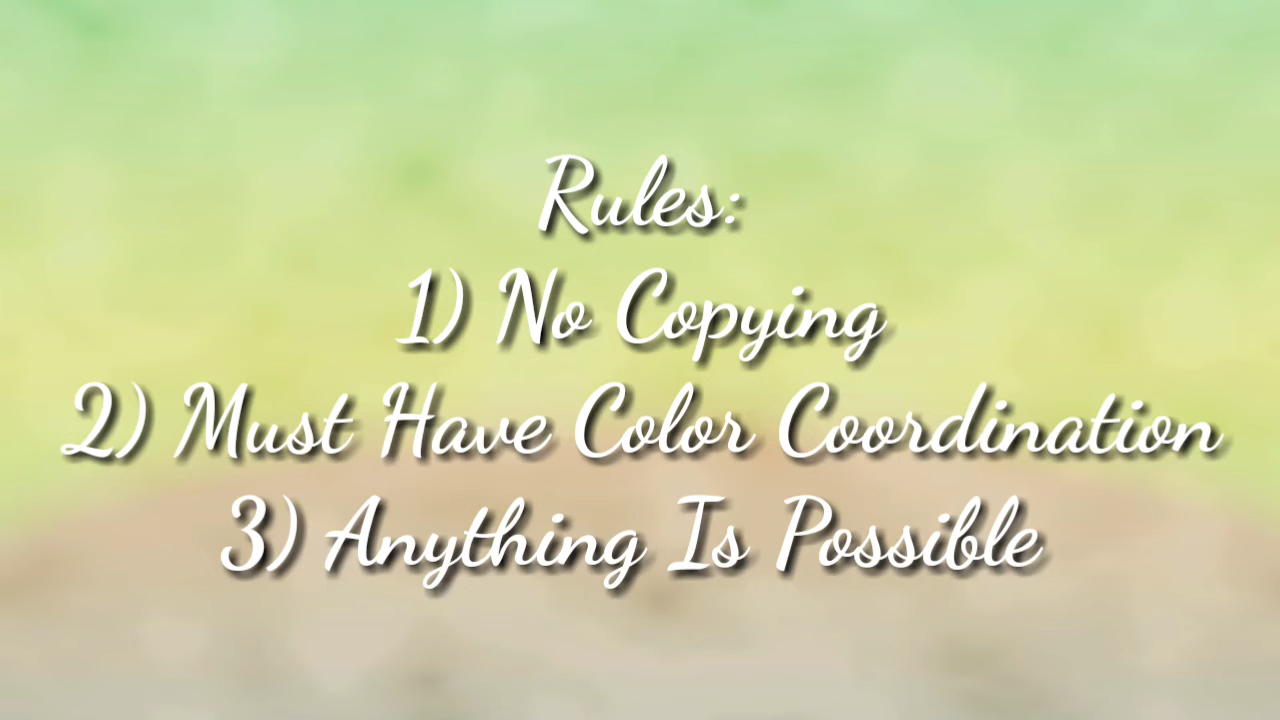 Rules:
1) No Copying
2) Must Have Color Coordination
3) Anything Is Possible